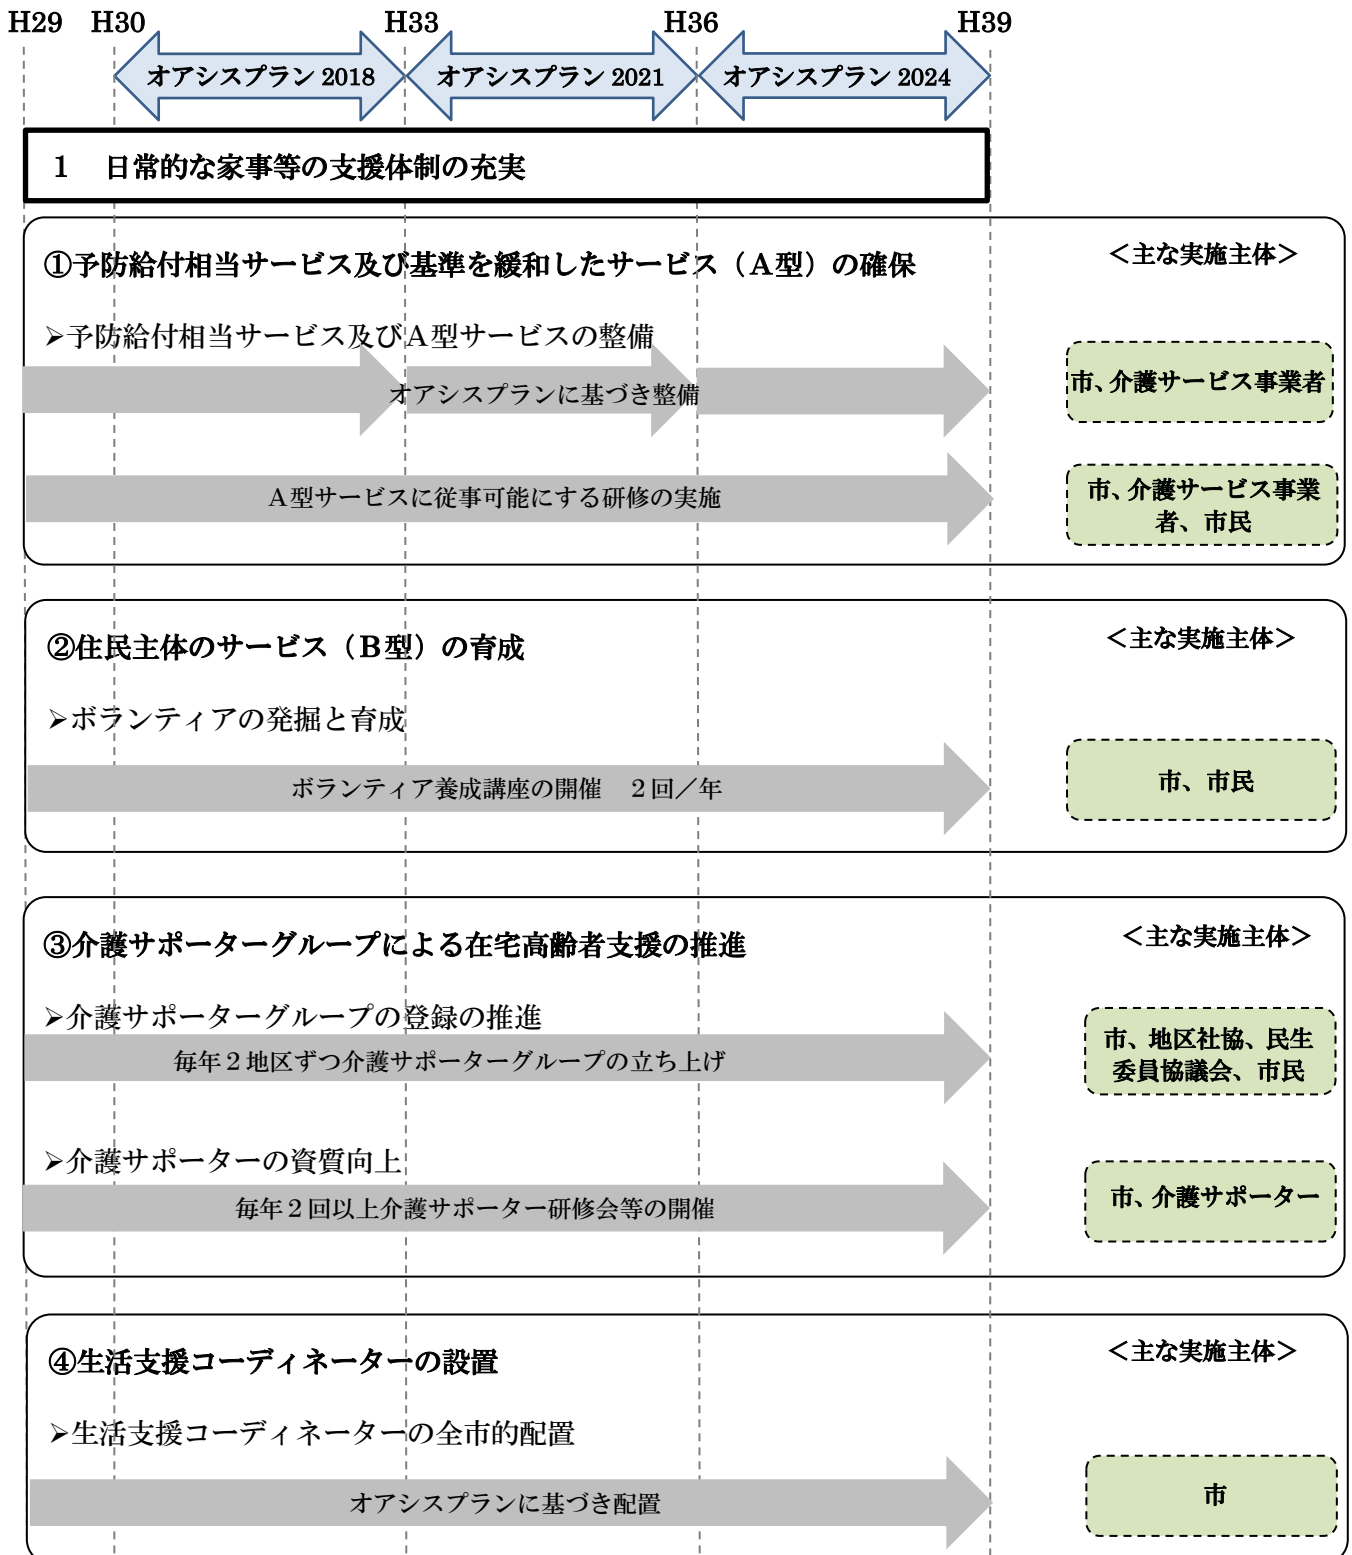 H29 H30 H33 H36 H39
オアシスプラン 2018 オアシスプラン 2021 オアシスプラン 2024
１　日常的な家事等の支援体制の充実
①予防給付相当サービス及び基準を緩和したサービス（Ａ型）の確保
＜主な実施主体＞
➢予防給付相当サービス及びＡ型サービスの整備
オアシスプランに基づき整備
市、介護サービス事業者
Ａ型サービスに従事可能にする研修の実施
市、介護サービス事業
者、市民
②住民主体のサービス（Ｂ型）の育成
＜主な実施主体＞
➢ボランティアの発掘と育成
ボランティア養成講座の開催　２回／年
市、市民
③介護サポーターグループによる在宅高齢者支援の推進
＜主な実施主体＞
➢介護サポーターグループの登録の推進
毎年２地区ずつ介護サポーターグループの立ち上げ
市、地区社協、民生
委員協議会、市民
➢介護サポーターの資質向上
毎年２回以上介護サポーター研修会等の開催
市、介護サポーター
④生活支援コーディネーターの設置
＜主な実施主体＞
➢生活支援コーディネーターの全市的配置
オアシスプランに基づき配置
市